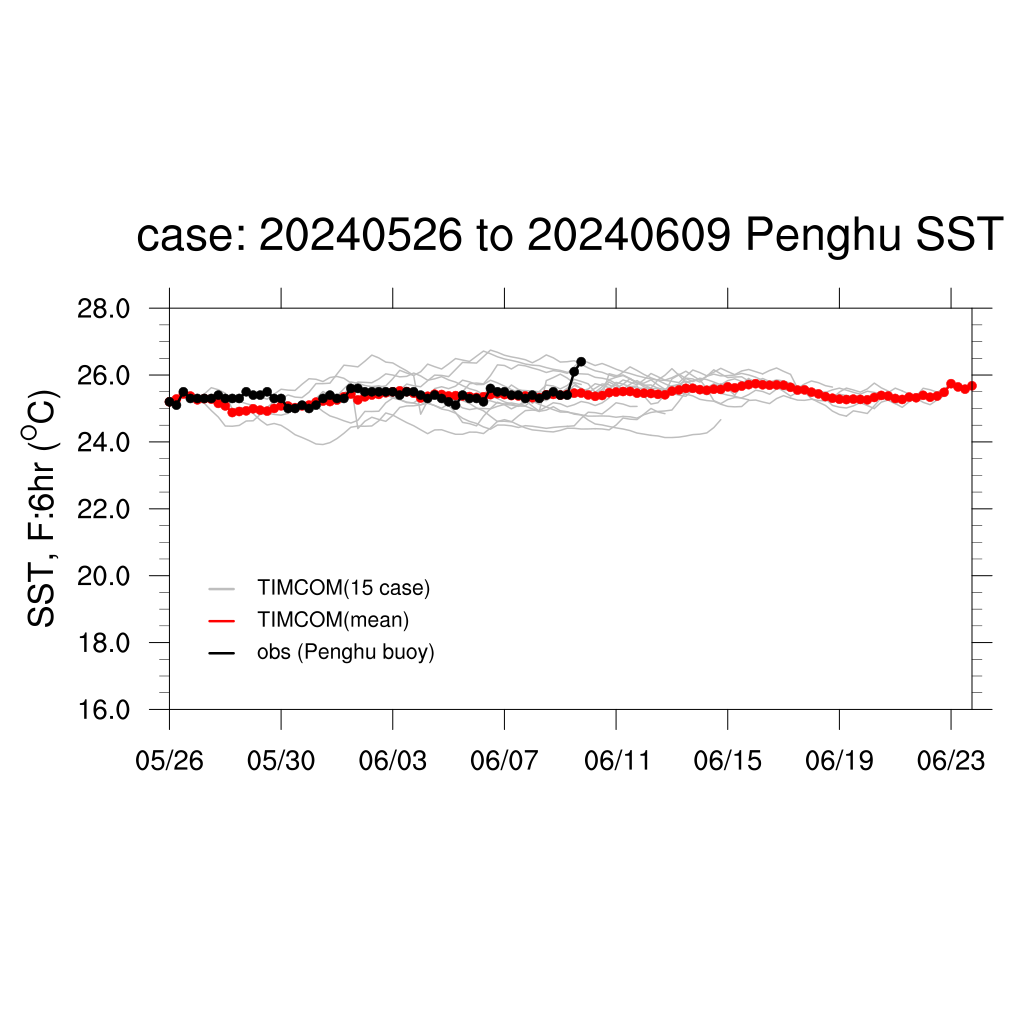 case: 20240526 to 20240609 Penghu SST
28.0
26.0
24.0
22.0
20.0
18.0
16.0
SST, F:6hr (°C)
TIMCOM(15 case)
TIMCOM(mean)
obs (Penghu buoy)
05/26 05/30 06/03 06/07 06/11 06/15 06/19 06/23